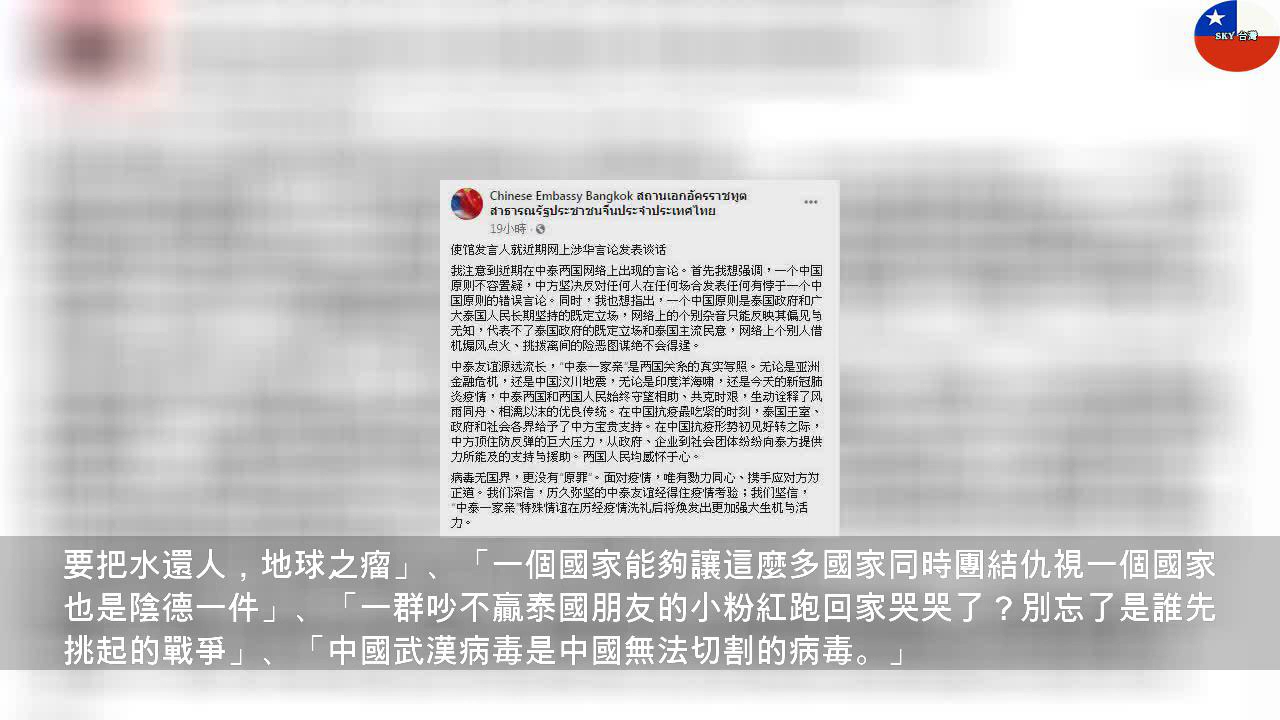 SKY 台灣
Chinese Embassy Bangkok สถานเอกอัครราชทูต
สาธารณรัฐประชาชนจีนประจำประเทศไทย
19小時
使馆发言人就近期网上涉华言论发表谈话
我注意到近期在中泰两国网络上出现的言论。首先我想强调，一个中国
原则不容置疑，中方坚决反对任何人在任何场合发表任何有悖于一个中
国原则的错误言论。同时，我也想指出，一个中国原则是泰国政府和广
大泰国人民长期坚持的既定立场，网络上的个别杂音只能反映其偏见与
无知，代表不了泰国政府的既定立场和泰国主流民意，网络上个别人借
机煽风点火、挑拨离间的险恶图谋绝不会得逞。
中泰友谊源远流长，"中泰一家亲"是两国关系的真实写照。无论是亚洲
金融危机，还是中国汶川地震，无论是印度洋海啸，还是今天的新冠肺
炎疫情，中泰两国和两国人民始终守望相助、共克时艰，生动诠释了风
雨同舟、相濡以沫的优良传统。在中国抗疫最吃紧的时刻，泰国王室、
政府和社会各界给予了中方宝贵支持。在中国抗疫形势初见好转之际，
中方顶住防反弹的巨大压力，从政府、企业到社会团体纷纷向泰方提供
力所能及的支持与援助。两国人民均感怀于心。
病毒无国界，更没有"原罪"。面对疫情，唯有勠力同心、携手应对方为
正道。我们深信，历久弥坚的中泰友谊经得住疫情考验；我们坚信，
"中泰一家亲"特殊情谊在历经疫情洗礼后将焕发出更加强大生机与活
力。
要把水還人，地球之瘤」、「一個國家能夠讓這麼多國家同時團結仇視一個國家
也是陰德一件」、「一群吵不贏泰國朋友的小粉紅跑回家哭哭了？別忘了是誰先
挑起的戰爭」、「中國武漢病毒是中國無法切割的病毒。」